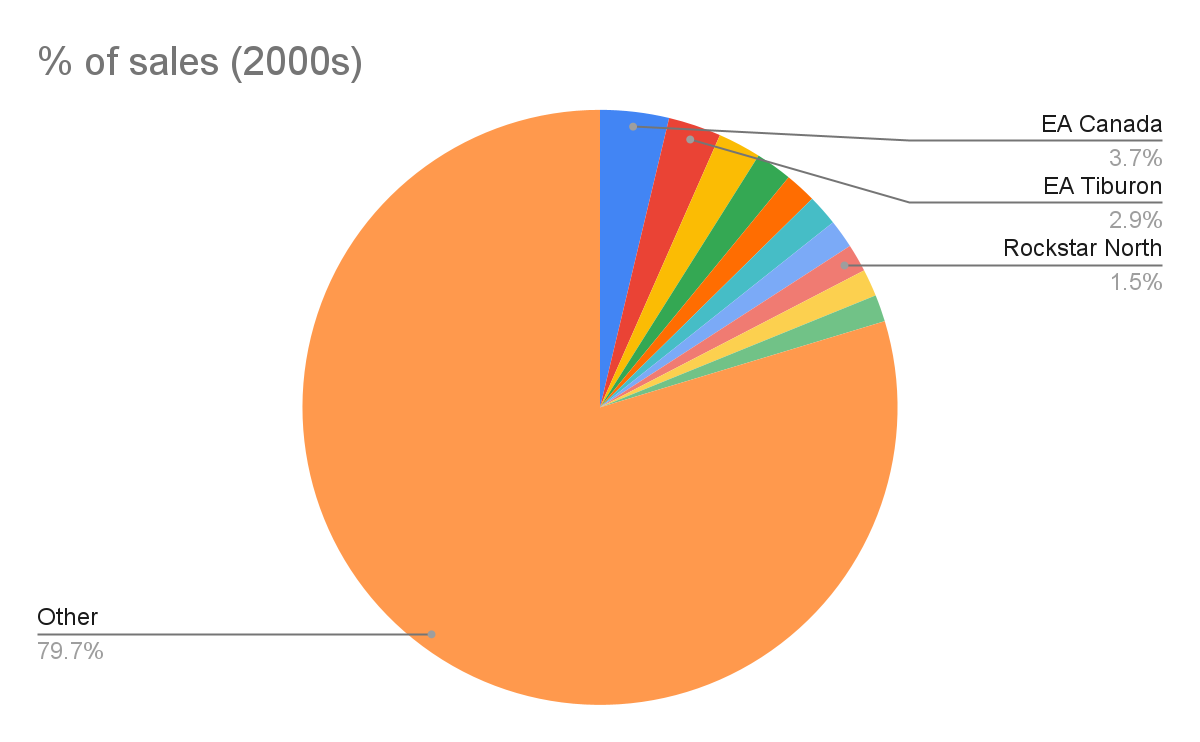 % of sales (2000s)
EA Canada
3.7%
EA Tiburon
2.9%
Rockstar North
1.5%
Other
79.7%